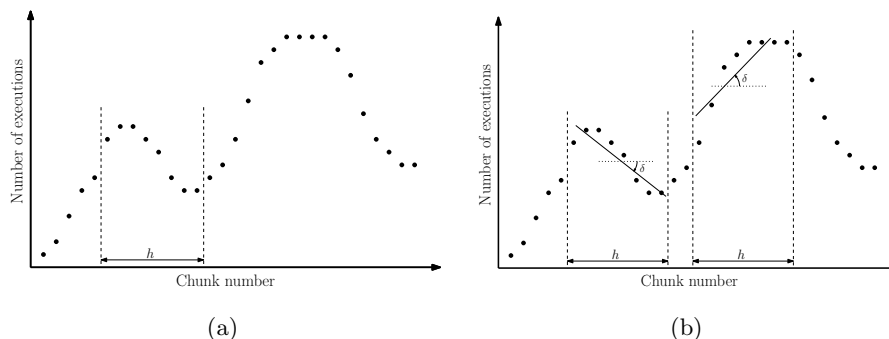 Number of executions
h
Chunk number
(a)
Number of executions
δ
δ
h
h
Chunk number
(b)